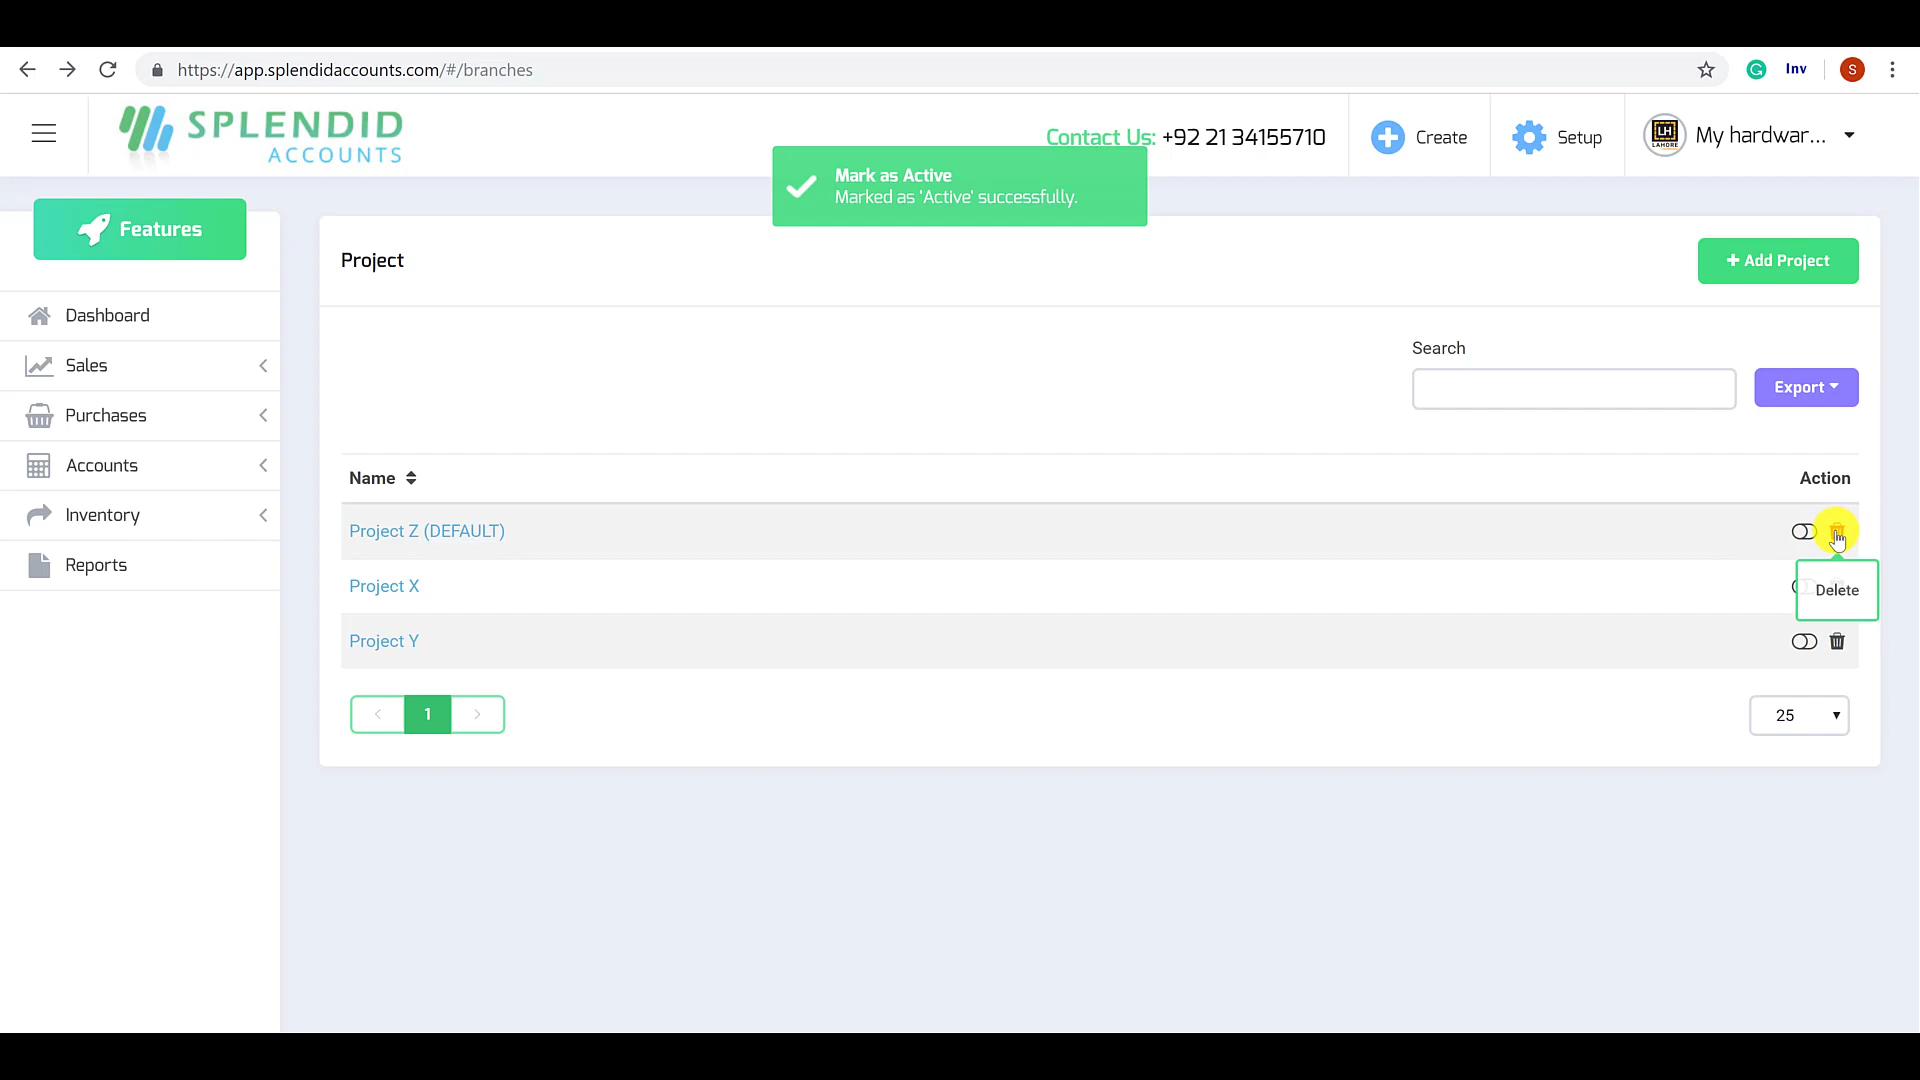 https://app.splendidaccounts.com/#/branches
Inv
S
SPLENDID
ACCOUNTS
Contact Us: +92 21 34155710
Create
Setup
LH
LAHORE
My hardwar...
Mark as Active
Marked as 'Active' successfully.
Features
Dashboard
Sales
Purchases
Accounts
Inventory
Reports
Project
+ Add Project
Search
Export
Name
Action
Project Z (DEFAULT)
Project X
Delete
Project Y
< 1 >
25